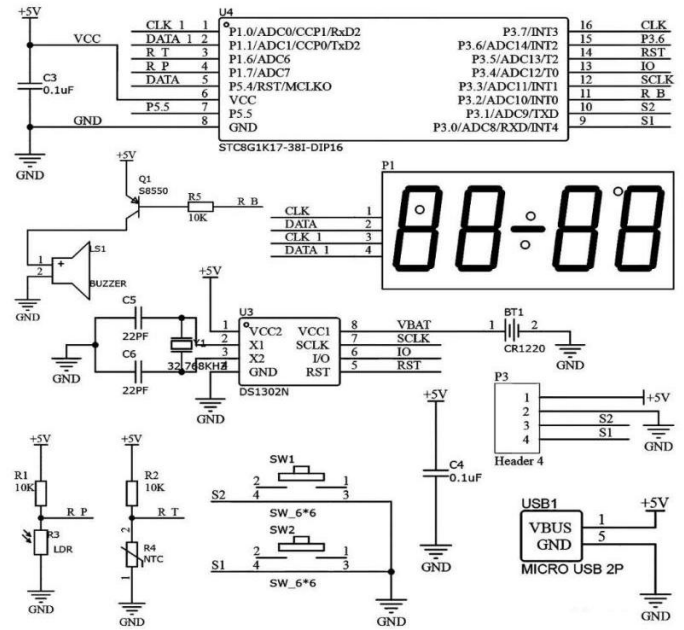 +5V
VCC
C3
0.1uF
GND
GND
U4
CLK 1 1 P1.0/ADC0/CCP1/RxD2
DATA 1 2 P1.1/ADC1/CCP0/TxD2
R T 3 P1.6/ADC6
R P 4 P1.7/ADC7
DATA 5 P5.4/RST/MCLKO
6 VCC
P5.5 7 P5.5
8 GND
P3.7/INT3 16 CLK
P3.6/ADC14/INT2 15 P3.6
P3.5/ADC13/T2 14 RST
P3.4/ADC12/T0 13 IO
P3.3/ADC11/INT1 12 SCLK
P3.2/ADC10/INT0 11 R B
P3.1/ADC9/TXD 10 S2
P3.0/ADC8/RXD/INT4 9 S1
STC8G1K17-38I-DIP16
+5V
Q1
S8550
R5
10K
R B
LS1
1 +
2
BUZZER
GND
P1
CLK 1
DATA 2
CLK 1 3
DATA 1 4
88-88
+5V
C5
22PF
C6
22PF
Y1
32.768KHZ
GND
GND
U3
1 VCC2 VCC1 8 VBAT
2 X1 SCLK 7 SCLK
3 X2 I/O 6 IO
4 GND RST 5 RST
DS1302N
BT1
1 2
CR1220
GND
P3
1 +5V
2 GND
3 S2
4 S1
Header 4
+5V
R1
10K
R P
R3
LDR
GND
+5V
R2
10K
R T
2
R4
NTC
1
GND
SW1
2 1
S2 4 3
SW_6*6
SW2
2 1
S1 4 3
SW_6*6
GND
+5V
C4
0.1uF
GND
USB1
VBUS 1 +5V
GND 5
MICRO USB 2P
GND